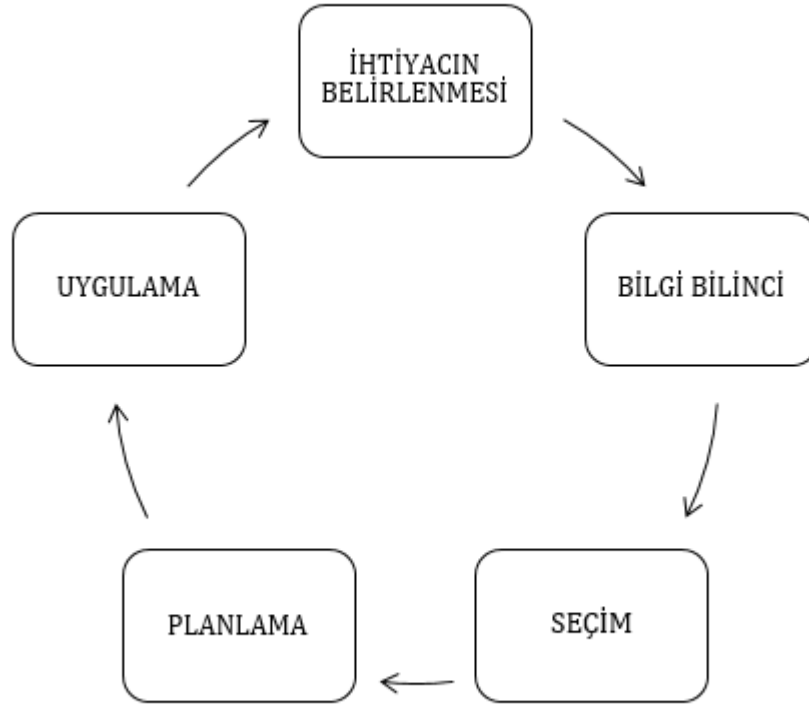 İHTİYACIN
BELİRLENMESİ
BİLGİ BİLİNCİ
SEÇİM
PLANLAMA
UYGULAMA